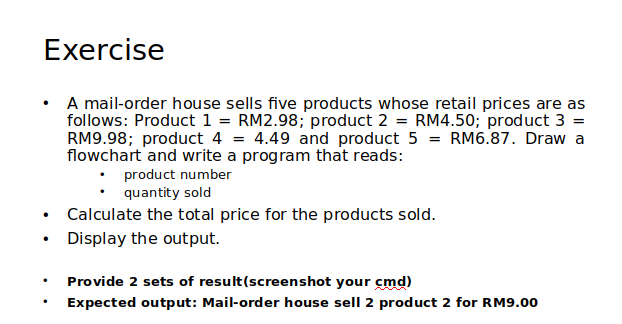 Exercise
• A mail-order house sells five products whose retail prices are as
follows: Product 1 = RM2.98; product 2 = RM4.50; product 3 =
RM9.98; product 4 = 4.49 and product 5 = RM6.87. Draw a
flowchart and write a program that reads:
• product number
• quantity sold
• Calculate the total price for the products sold.
• Display the output.
• Provide 2 sets of result(screenshot your cmd)
• Expected output: Mail-order house sell 2 product 2 for RM9.00